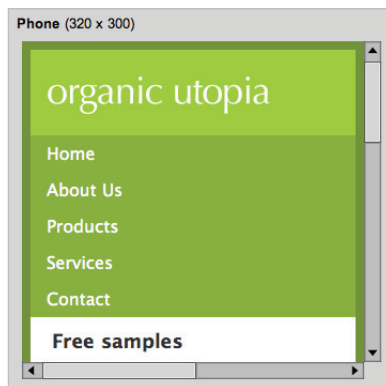 Phone (320 x 300)
organic utopia
Home
About Us
Products
Services
Contact
Free samples